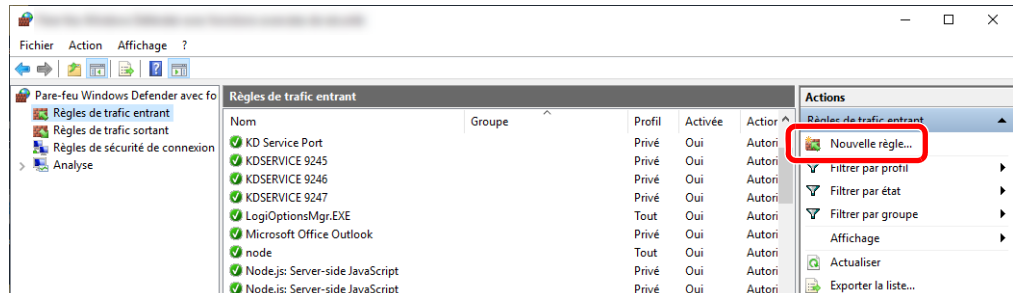 Fichier Action Affichage ?
Pare-feu Windows Defender avec fo
Règles de trafic entrant
Règles de trafic sortant
Règles de sécurité de connexion
Analyse
Règles de trafic entrant
Nom Groupe Profil Activée Action
KD Service Port Privé Oui Autori
KDSERVICE 9245 Privé Oui Autori
KDSERVICE 9246 Privé Oui Autori
KDSERVICE 9247 Privé Oui Autori
LogiOptionsMgr.EXE Tout Oui Autori
Microsoft Office Outlook Privé Oui Autori
node Tout Oui Autori
Node.js: Server-side JavaScript Privé Oui Autori
Node.js: Server-side JavaScript Privé Oui Autori
Actions
Règles de trafic entrant
Nouvelle règle...
Filtrer par profil
Filtrer par état
Filtrer par groupe
Affichage
Actualiser
Exporter la liste...